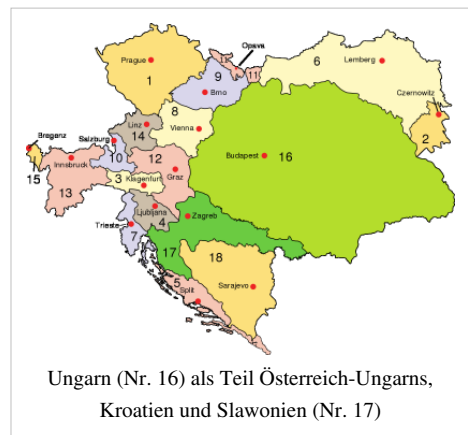 Opava
Prague
6
Lemberg
1
9
11
11
Brno
Czernowitz
8
Linz
Vienna
2
Bregenz
Salzburg
14
Innsbruck
10
12
Budapest
16
15
3
Klagenfurt
Graz
13
Ljubljana
Zagreb
Trieste
4
7
17
18
5
Split
Sarajevo
Ungarn (Nr. 16) als Teil Österreich-Ungarns,
Kroatien und Slawonien (Nr. 17)